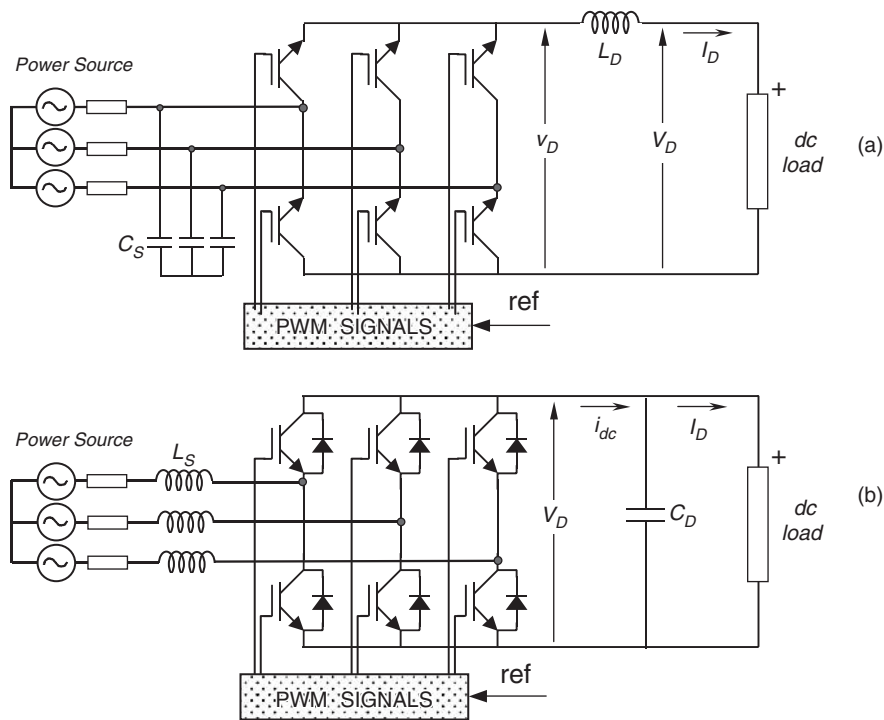 Power Source
C_S
PWM SIGNALS
ref
v_D
L_D
V_D
I_D
+
dc
load
(a)
Power Source
L_S
PWM SIGNALS
ref
V_D
i_dc
I_D
C_D
+
dc
load
(b)